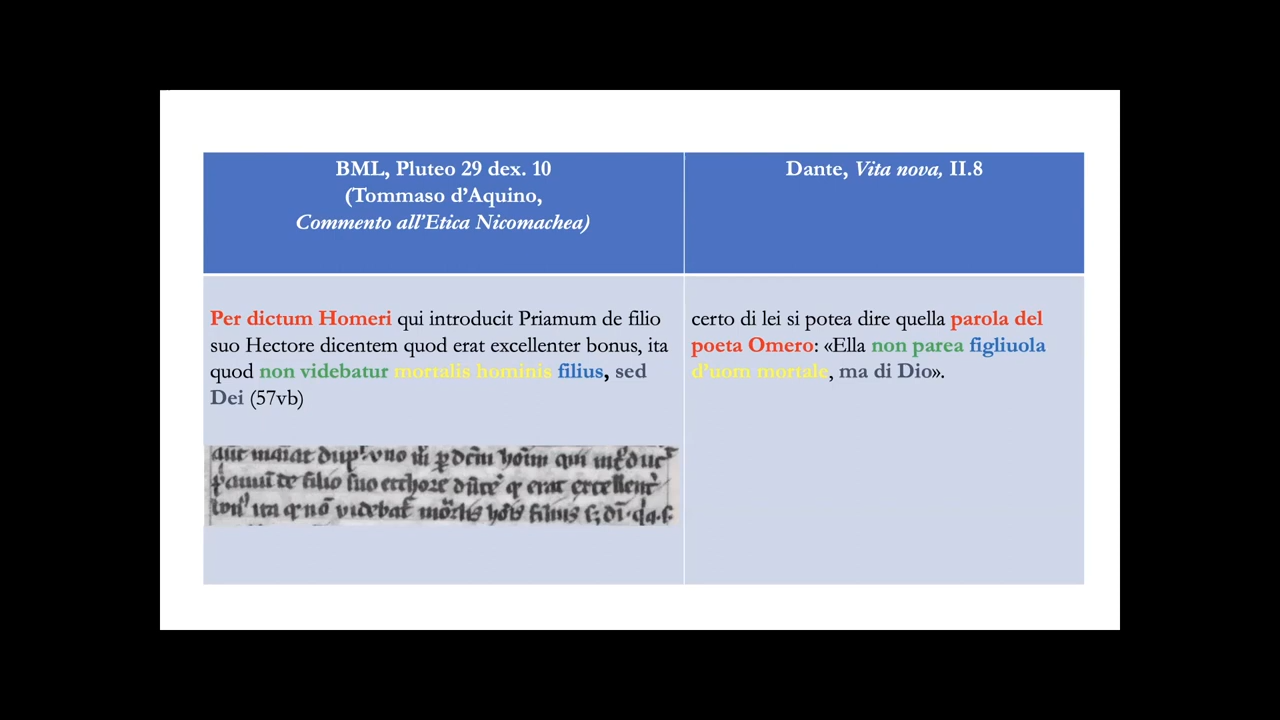 BML, Pluteo 29 dex. 10
(Tommaso d'Aquino,
Commento all'Etica Nicomachea)
Per dictum Homeri qui introducit Priamum de filio
suo Hectore dicentem quod erat excellenter bonus, ita
quod non videbatur mortalis hominis filius, sed
Dei (57vb)
Dante, Vita nova, II.8
certo di lei si potea dire quella parola del
poeta Omero: «Ella non parea figliuola
d'uom mortale, ma di Dio».